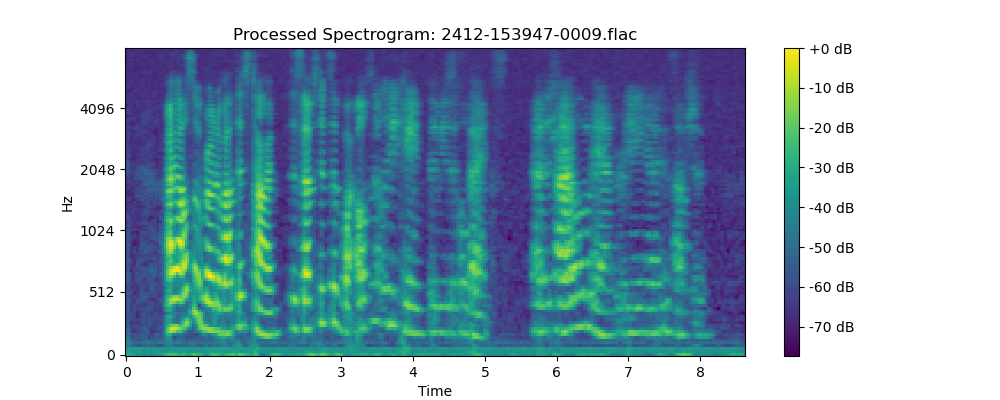 Processed Spectrogram: 2412-153947-0009.flac
+0 dB
-10 dB
-20 dB
-30 dB
-40 dB
-50 dB
-60 dB
-70 dB
Hz
4096
2048
1024
512
0
0 1 2 3 4 5 6 7 8
Time